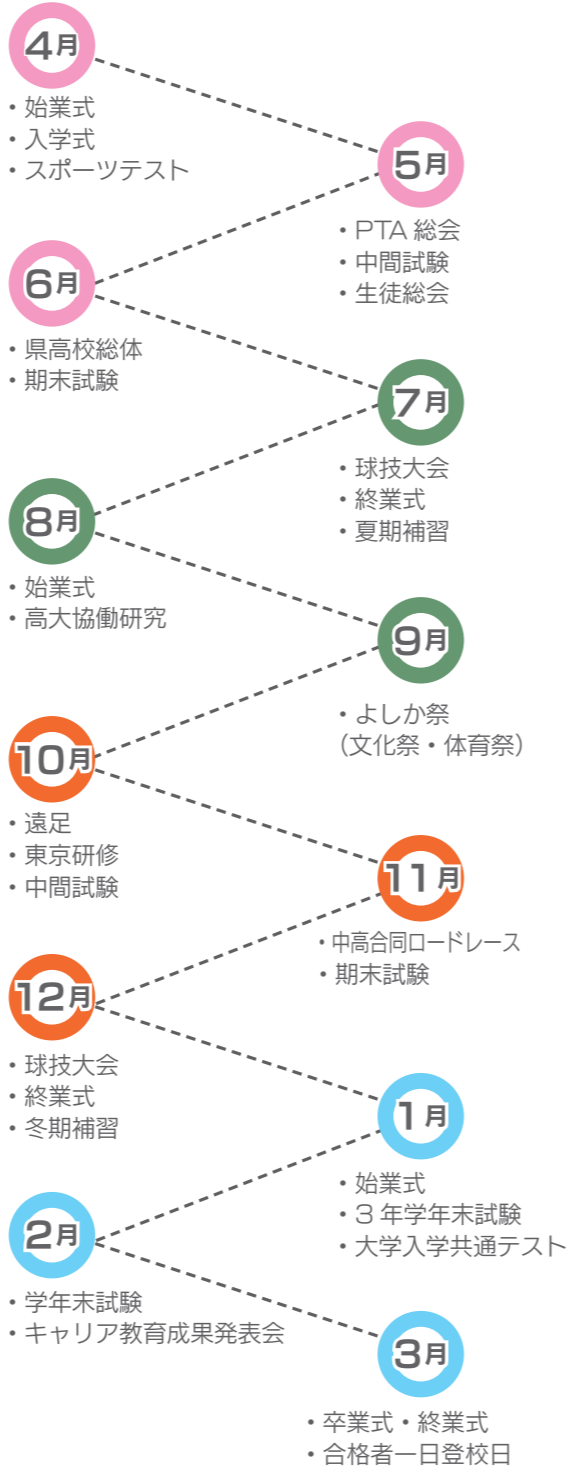 4月
・始業式
・入学式
・スポーツテスト
5月
・PTA 総会
・中間試験
・生徒総会
6月
・県高校総体
・期末試験
7月
・球技大会
・終業式
・夏期補習
8月
・始業式
・高大協働研究
9月
・よしか祭
（文化祭・体育祭）
10月
・遠足
・東京研修
・中間試験
11月
・中高合同ロードレース
・期末試験
12月
・球技大会
・終業式
・冬期補習
1月
・始業式
・3 年学年末試験
・大学入学共通テスト
2月
・学年末試験
・キャリア教育成果発表会
3月
・卒業式・終業式
・合格者一日登校日